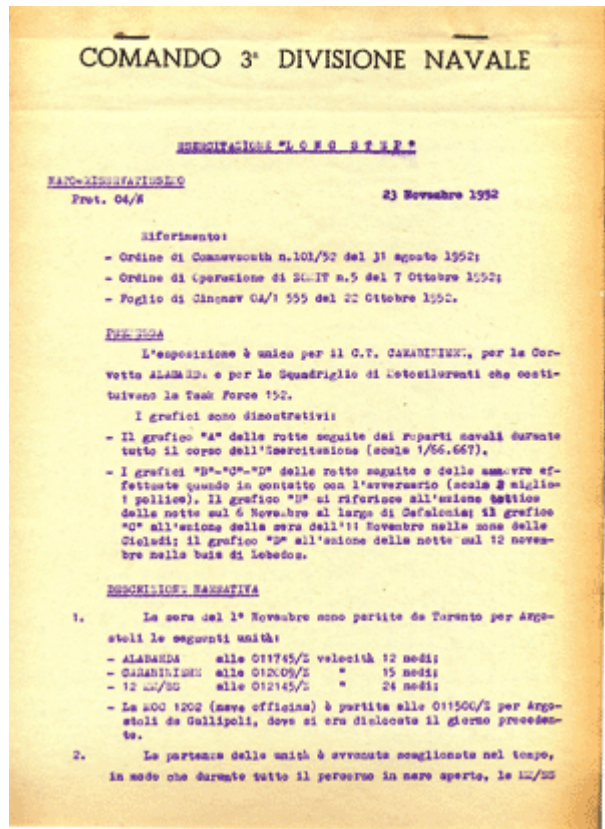 COMANDO 3ª DIVISIONE NAVALE
ESERCITAZIONE "LONG STEP"
NATO-RISERVATISSIMO
Prot. 04/N 23 Novembre 1952
Riferimento:
- Ordine di Comnavsouth n.101/52 del 31 agosto 1952;
- Ordine di Operazione di n.5 del 7 Ottobre 1952;
- Foglio di Cincnav OA/1 555 del 22 Ottobre 1952.
PREMESSA
L'esposizione è unica per il C.T. CARABINIERE, per la Cor-
vetta ALABARDA e per le Squadriglie di Motosiluranti che costi-
tuivano la Task Force 152.
I grafici sono dimostrativi:
- Il grafico "A" delle rotte seguite dai reparti navali durante
tutto il corso dell'Esercitazione (scala 1/66.667).
- I grafici "B"-"C"-"D" delle rotte seguite e delle manovre ef-
fettuate quando in contatto con l'avversario (scala 2 miglia-
1 pollice). Il grafico "B" si riferisce all'azione tattica
della notte sul 6 Novembre al largo di Cefalonia; il grafico
"C" all'azione della sera dell'11 Novembre nella zona delle
Cicladi; il grafico "D" all'azione della notte sul 12 novem-
bre nella baia di Lebedos.
DESCRIZIONE NARRATIVA
1. La sera del 1° Novembre sono partite da Taranto per Argo-
stoli le seguenti unità:
- ALABARDA alle 011745/Z velocità 12 nodi;
- CARABINIERE alle 012009/Z " 15 nodi;
- 12 alle 012145/Z " 24 nodi;
- La MOC 1202 (nave officina) è partita alle 011500/Z per Argo-
stoli da Gallipoli, dove si era dislocata il giorno preceden-
te.
2. La partenza delle unità è avvenuta scaglionata nel tempo,
in modo che durante tutto il percorso in mare aperto, le